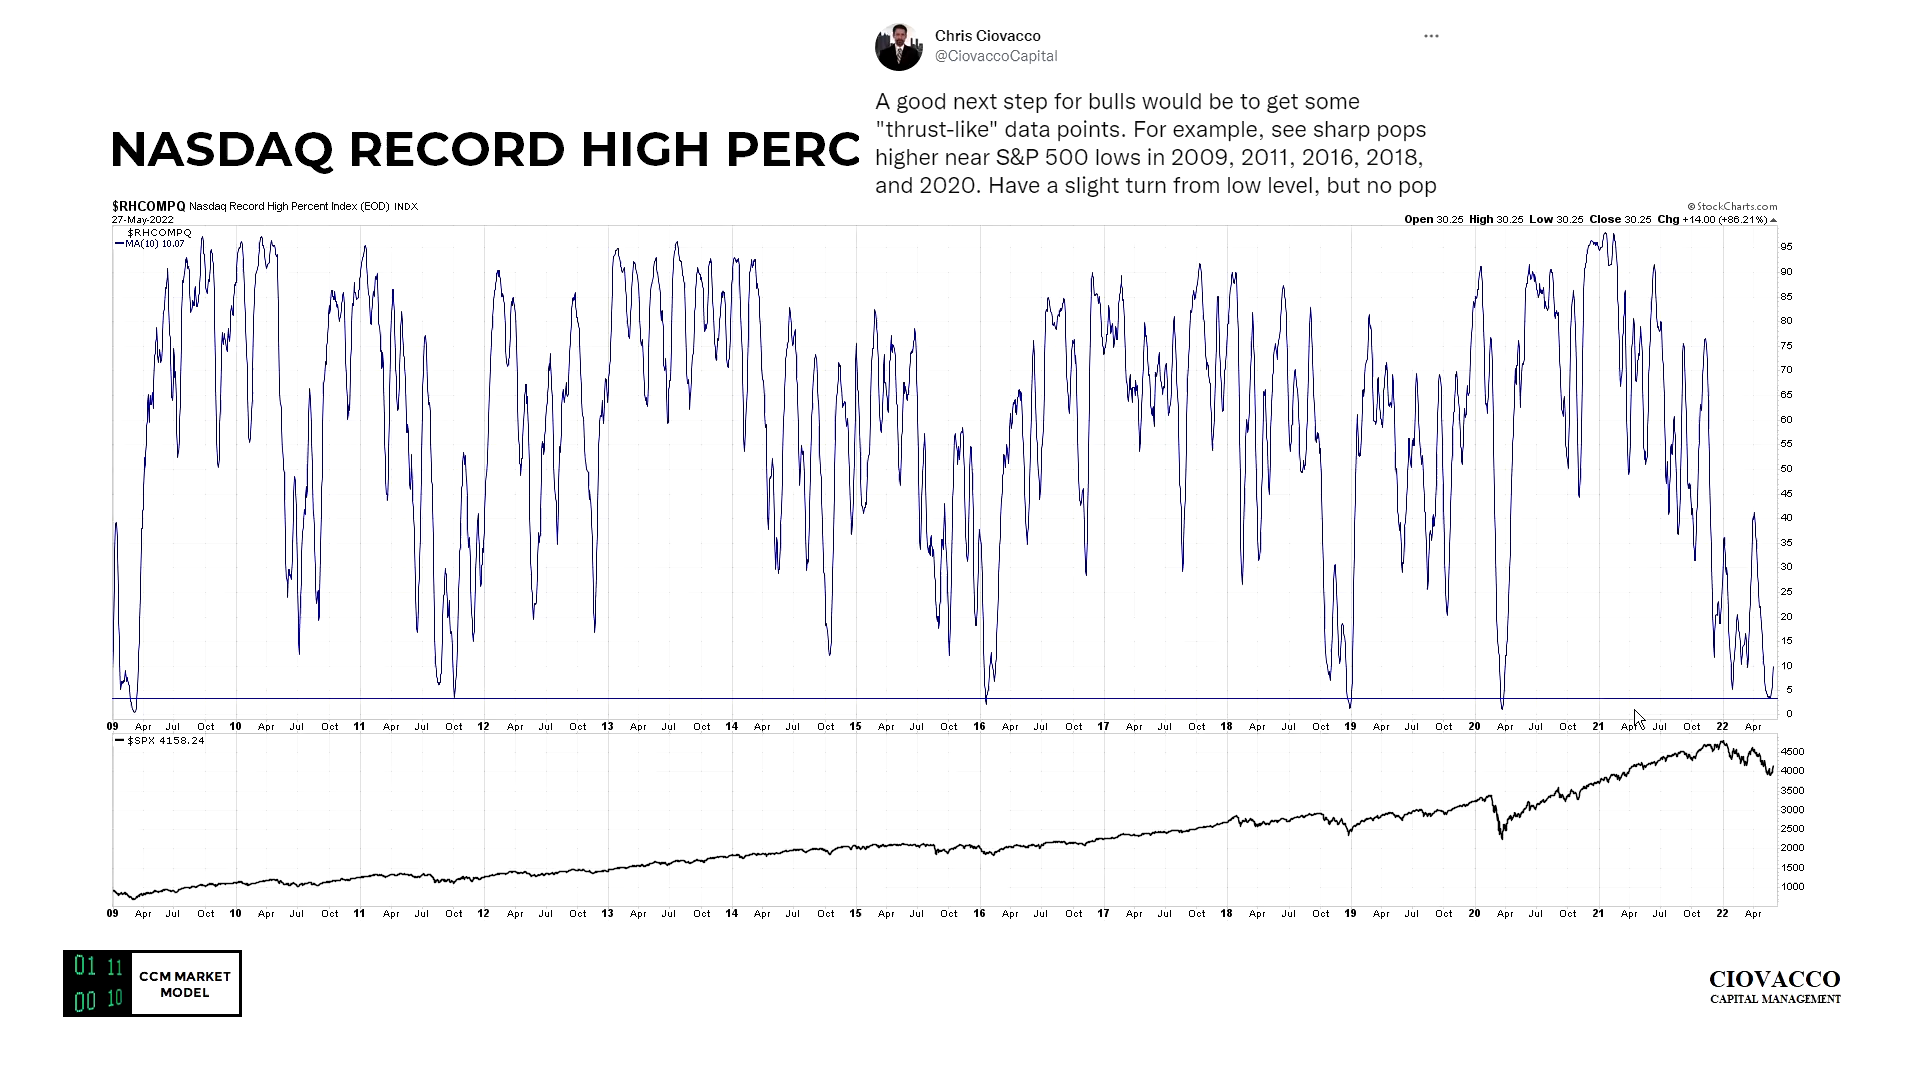 Chris Ciovacco
@CiovaccoCapital
...
A good next step for bulls would be to get some
"thrust-like" data points. For example, see sharp pops
higher near S&P 500 lows in 2009, 2011, 2016, 2018,
and 2020. Have a slight turn from low level, but no pop
NASDAQ RECORD HIGH PERC
$RHCOMPQ Nasdaq Record High Percent Index (EOD) INDX
© StockCharts.com
27-May-2022
Open 30.25 High 30.25 Low 30.25 Close 30.25 Chg +14.00 (+86.21%)
$RHCOMPQ
MA(10) 10.07
95
90
85
80
75
70
65
60
55
50
45
40
35
30
25
20
15
10
5
0
09 Apr Jul Oct 10 Apr Jul Oct 11 Apr Jul Oct 12 Apr Jul Oct 13 Apr Jul Oct 14 Apr Jul Oct 15 Apr Jul Oct 16 Apr Jul Oct 17 Apr Jul Oct 18 Apr Jul Oct 19 Apr Jul Oct 20 Apr Jul Oct 21 Apr Jul Oct 22 Apr
$SPX 4158.24
4500
4000
3500
3000
2500
2000
1500
1000
09 Apr Jul Oct 10 Apr Jul Oct 11 Apr Jul Oct 12 Apr Jul Oct 13 Apr Jul Oct 14 Apr Jul Oct 15 Apr Jul Oct 16 Apr Jul Oct 17 Apr Jul Oct 18 Apr Jul Oct 19 Apr Jul Oct 20 Apr Jul Oct 21 Apr Jul Oct 22 Apr
01 11
00 10
CCM MARKET
MODEL
CIOVACCO
CAPITAL MANAGEMENT